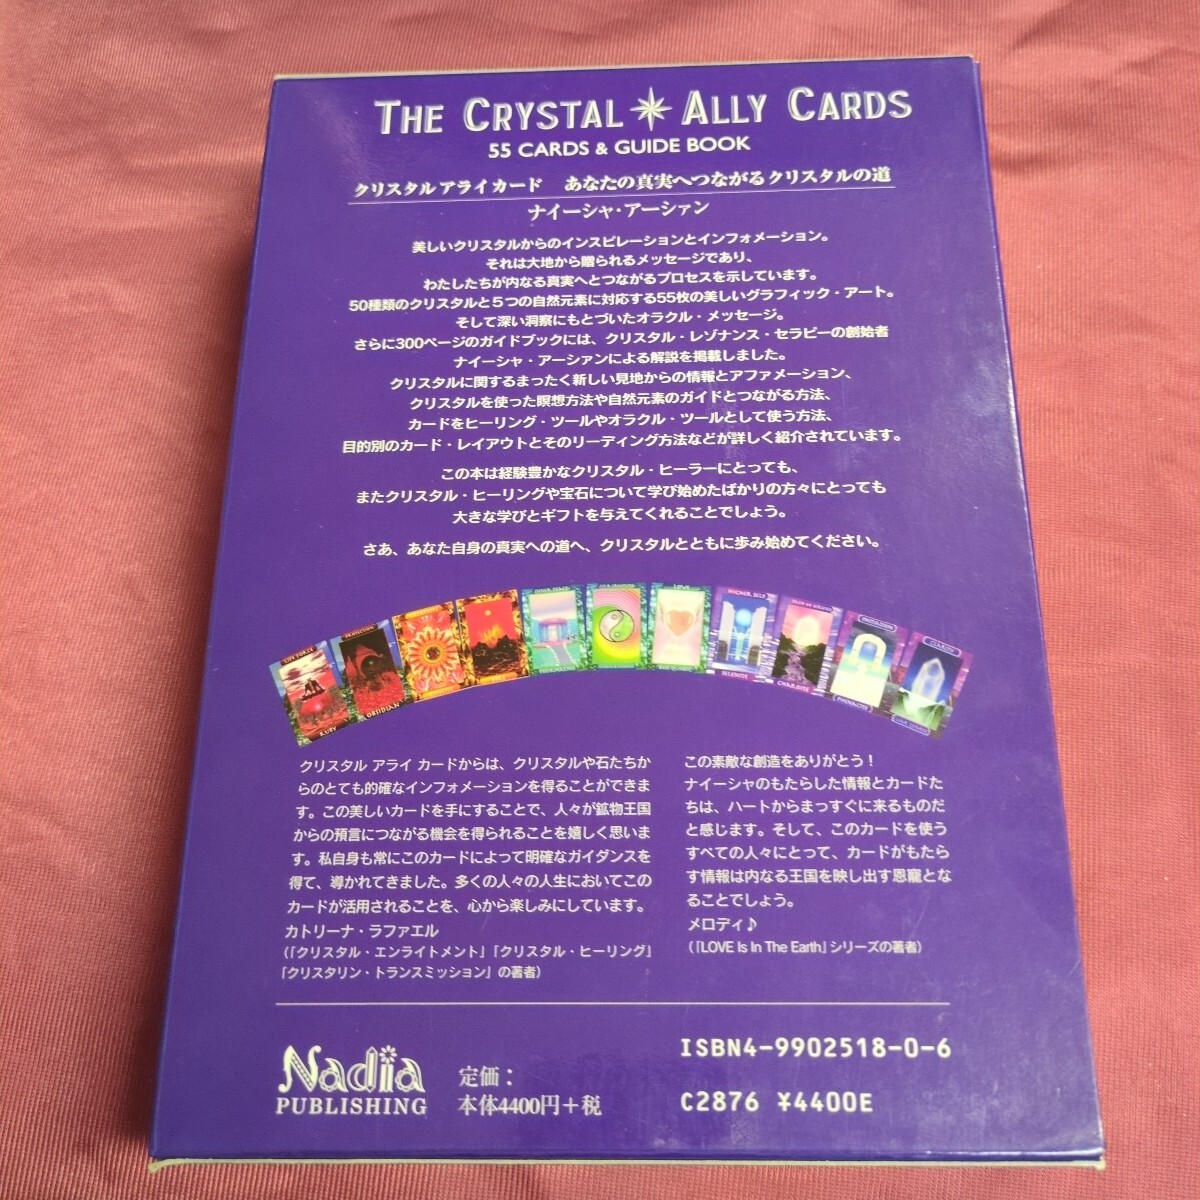 THE CRYSTAL ALLY CARDS
55 CARDS & GUIDE BOOK
クリスタル アライカード　あなたの真実へつながるクリスタルの道
ナイーシャ・アーシァン
美しいクリスタルからのインスピレーションとインフォメーション。
それは大地から贈られるメッセージであり、
わたしたちが内なる真実へとつながるプロセスを示しています。
50種類のクリスタルと5つの自然元素に対応する55枚の美しいグラフィック・アート。
そして深い洞察にもとづいたオラクル・メッセージ。
さらに300ページのガイドブックには、クリスタル・レゾナンス・セラピーの創始者
ナイーシャ・アーシァンによる解説を掲載しました。
クリスタルに関するまったく新しい見地からの情報とアファメーション、
クリスタルを使った瞑想方法や自然元素のガイドとつながる方法、
カードをヒーリング・ツールやオラクル・ツールとして使う方法、
目的別のカード・レイアウトとそのリーディング方法などが詳しく紹介されています。
この本は経験豊かなクリスタル・ヒーラーにとっても、
またクリスタル・ヒーリングや宝石について学び始めたばかりの方々にとっても
大きな学びとギフトを与えてくれることでしょう。
さあ、あなた自身の真実への道へ、クリスタルとともに歩み始めてください。
LIFE FORCE
RUBY
PROTECTION
OBSIDIAN
FIRE
INNER PEACE
LOVE
HIGHER SELF
SELENITE
CHAROITE
PHENACITE
CLARITY
クリスタル アライ カードからは、クリスタルや石たちか
らのとても的確なインフォメーションを得ることができま
す。この美しいカードを手にすることで、人々が鉱物王国
からの預言につながる機会を得られることを嬉しく思いま
す。私自身も常にこのカードによって明確なガイダンスを
得て、導かれてきました。多くの人々の人生においてこの
カードが活用されることを、心から楽しみにしています。
カトリーナ・ラファエル
(「クリスタル・エンライトメント」「クリスタル・ヒーリング」
「クリスタリン・トランスミッション」の著者)
この素敵な創造をありがとう！
ナイーシャのもたらした情報とカードた
ちは、ハートからまっすぐに来るものだ
と感じます。そして、このカードを使う
すべての人々にとって、カードがもたら
す情報は内なる王国を映し出す恩寵とな
ることでしょう。
メロディ♪
(「LOVE Is In The Earth」シリーズの著者)
Nadia
PUBLISHING
定価：
本体4400円＋税
ISBN4-9902518-0-6
C2876 ¥4400E